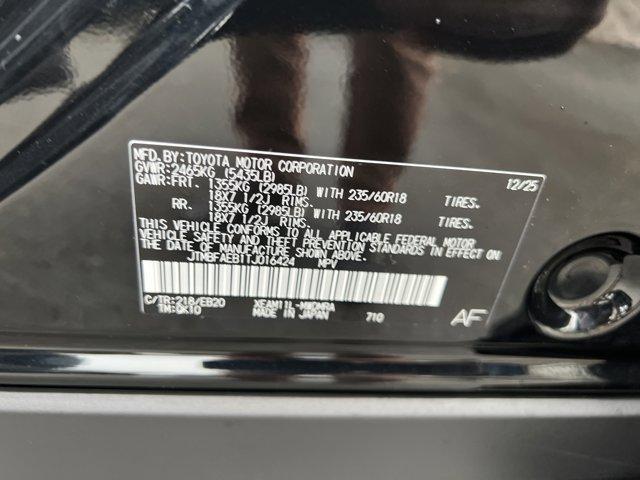 MFD.BY:TOYOTA MOTOR CORPORATION 12/25
GVWR:2465KG (5435LB)
GAWR:FRT. 1355KG (2985LB) WITH 235/60R18 TIRES.
18X7 1/2J RIMS.
RR. 1355KG (2985LB) WITH 235/60R18 TIRES.
18X7 1/2J RIMS.
THIS VEHICLE CONFORMS TO ALL APPLICABLE FEDERAL MOTOR
VEHICLE SAFETY AND THEFT PREVENTION STANDARDS IN EFFECT ON
THE DATE OF MANUFACTURE SHOWN ABOVE.
JTMBFAEB1TJ016424 MPV
C/TR:218/EB20
TM:QK10 MADE IN JAPAN 710 AF